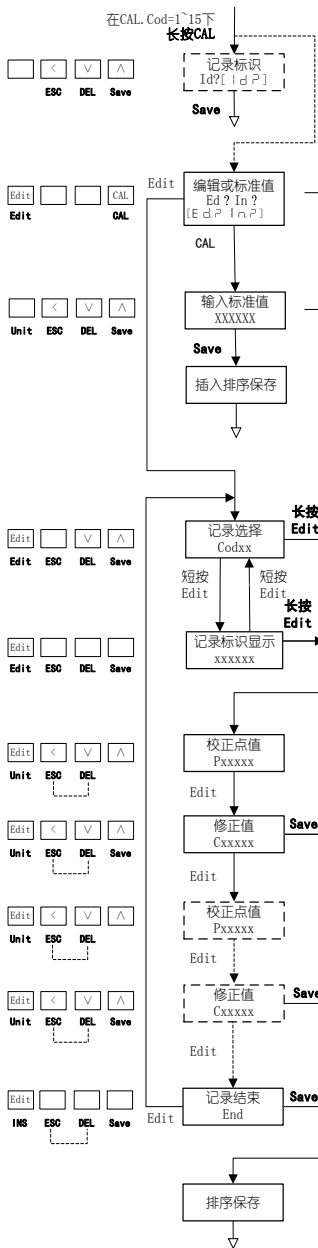 在CAL.Cod=1~15下
长按CAL
< ∨ ∧
ESC DEL Save
记录标识
Id?[Id?]
Save
Edit CAL
Edit CAL
Edit
编辑或标准值
Ed ? In ?
[Ed.? In.?]
CAL
< ∨ ∧
Unit ESC DEL Save
输入标准值
XXXXXX
Save
插入排序保存
Edit ∨ ∧
Edit ESC DEL Save
记录选择
Codxx
长按
Edit
短按
Edit
短按
Edit
长按
Edit
Edit
Edit ESC DEL Save
记录标识显示
xxxxxx
Edit < ∨ ∧
Unit ESC DEL
校正点值
Pxxxxx
Edit
Edit < ∨ ∧
Unit ESC DEL Save
修正值
Cxxxxx
Save
Edit
Edit < ∨ ∧
Unit ESC DEL
校正点值
Pxxxxx
Edit
Edit < ∨ ∧
Unit ESC DEL Save
修正值
Cxxxxx
Save
Edit
Edit
INS ESC DEL Save
Edit
记录结束
End
Save
排序保存